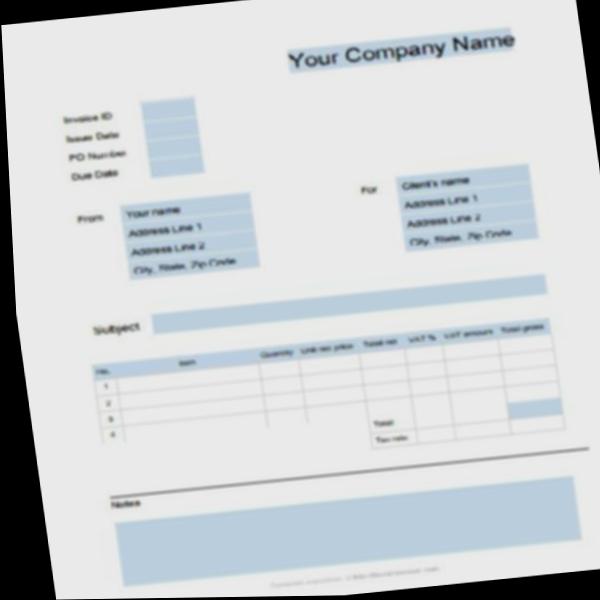 Your Company Name
Invoice ID
Issue Date
PO Number
Due Date
From
Your name
Address Line 1
Address Line 2
City, State, Zip Code
For
Client's name
Address Line 1
Address Line 2
City, State, Zip Code
Subject
No. Item Quantity Unit net price Total net VAT % VAT amount Total gross
1
2
3
4
Total
Tax rate
Notes